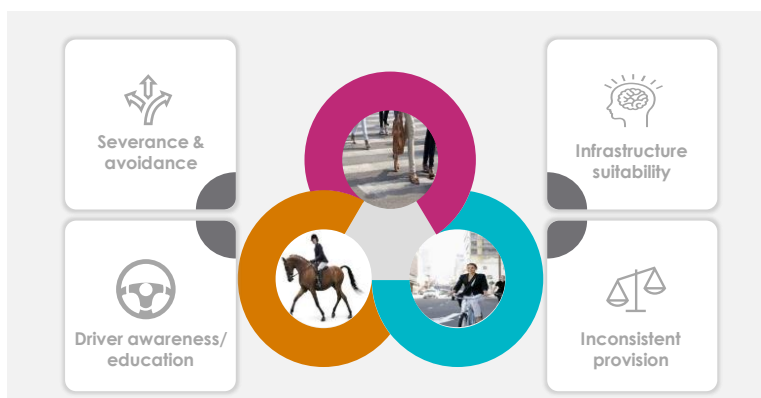 Severance &
avoidance
Infrastructure
suitability
Driver awareness/
education
Inconsistent
provision